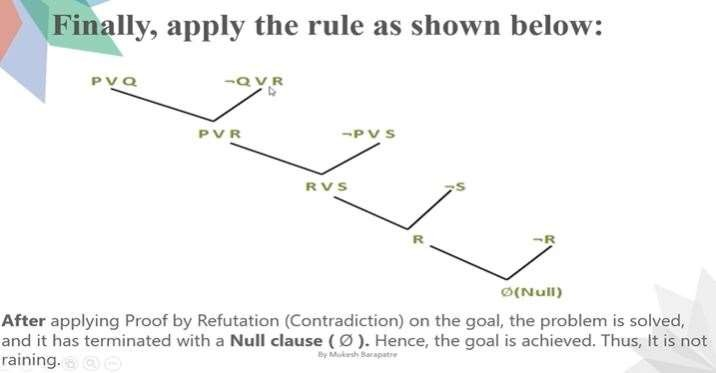 Finally, apply the rule as shown below:
P V Q ¬Q V R
P V R ¬P V S
R V S ¬S
R ¬R
Ø(Null)
After applying Proof by Refutation (Contradiction) on the goal, the problem is solved,
and it has terminated with a Null clause ( Ø ). Hence, the goal is achieved. Thus, It is not
raining.
By Mukesh Barapatre